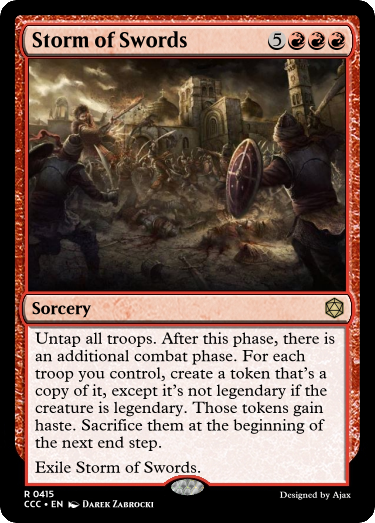 Storm of Swords 5
Sorcery
Untap all troops. After this phase, there is
an additional combat phase. For each
troop you control, create a token that's a
copy of it, except it's not legendary if the
creature is legendary. Those tokens gain
haste. Sacrifice them at the beginning of
the next end step.
Exile Storm of Swords.
R 0415
CCC • EN DAREK ZABROCKI
Designed by Ajax